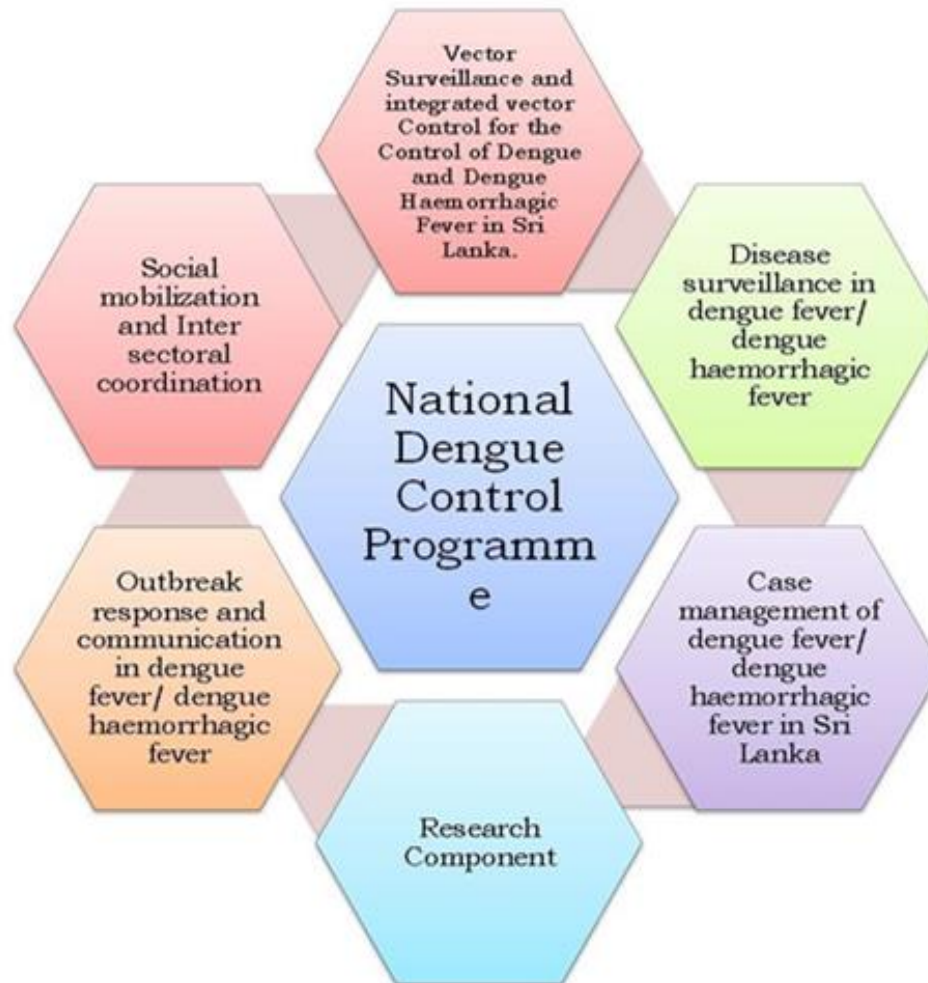 Vector
Surveillance and
integrated vector
Control for the
Control of Dengue
and Dengue
Haemorrhagic
Fever in Sri
Lanka.
Disease
surveillance in
dengue fever/
dengue
haemorrhagic
fever
Case
management of
dengue fever/
dengue
haemorrhagic
fever in Sri
Lanka
Research
Component
Outbreak
response and
communication
in dengue
fever/ dengue
haemorrhagic
fever
Social
mobilization
and Inter
sectoral
coordination
National
Dengue
Control
Programm
e